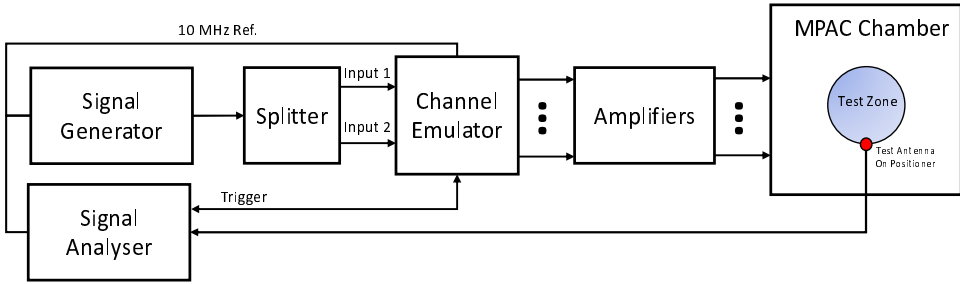 10 MHz Ref.
Signal
Generator
Splitter
Input 1
Input 2
Channel
Emulator
Amplifiers
MPAC Chamber
Test Zone
Test Antenna
On Positioner
Trigger
Signal
Analyser